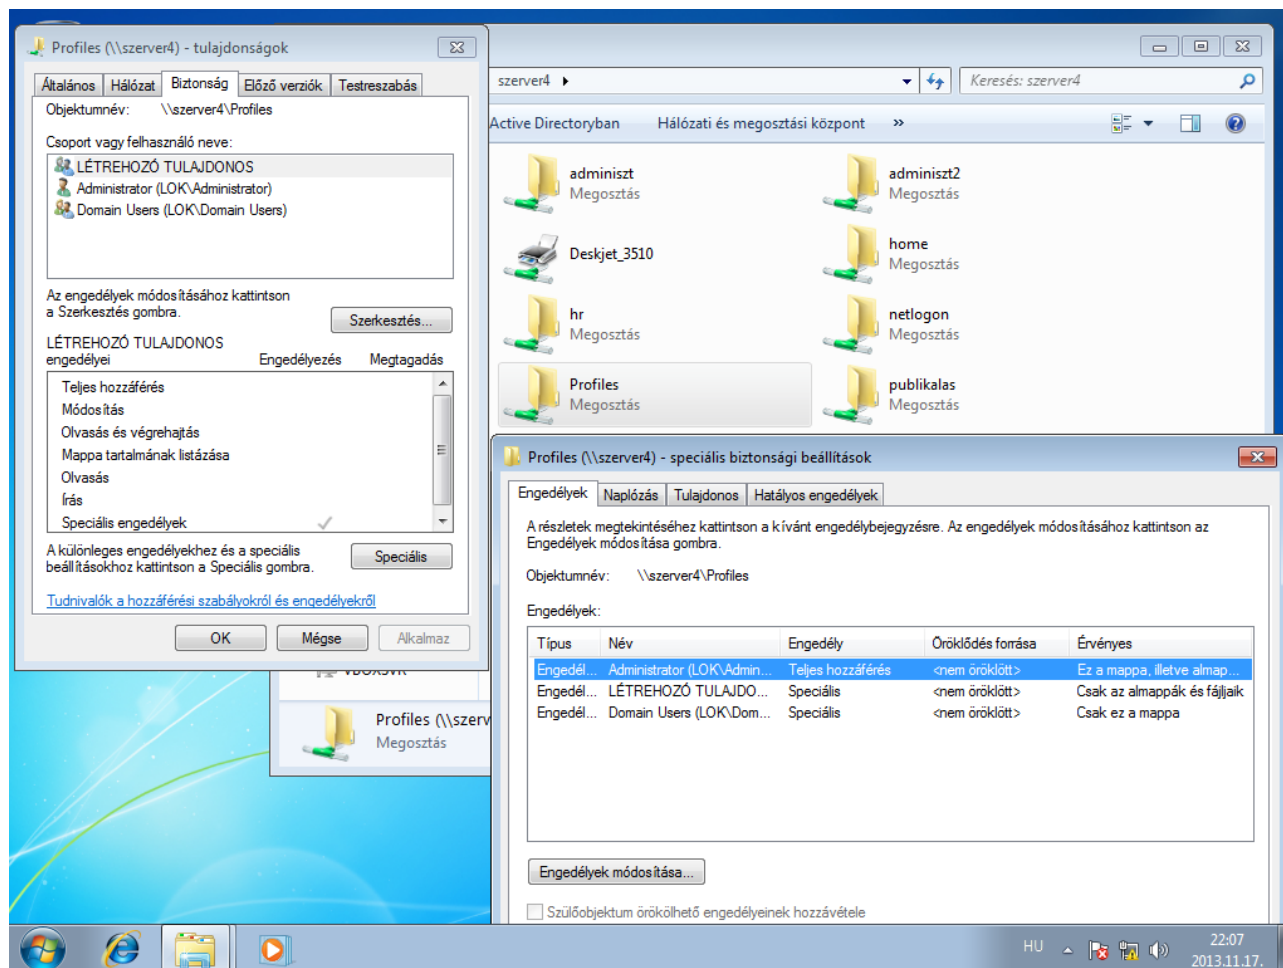 Profiles (\\szerver4) - tulajdonságok
Általános Hálózat Biztonság Előző verziók Testreszabás
Objektumnév: \\szerver4\Profiles
Csoport vagy felhasználó neve:
LÉTREHOZÓ TULAJDONOS
Administrator (LOK\Administrator)
Domain Users (LOK\Domain Users)
Az engedélyek módosításához kattintson
a Szerkesztés gombra.
Szerkesztés...
LÉTREHOZÓ TULAJDONOS
engedélyei Engedélyezés Megtagadás
Teljes hozzáférés
Módosítás
Olvasás és végrehajtás
Mappa tartalmának listázása
Olvasás
Írás
Speciális engedélyek
A különleges engedélyekhez és a speciális
beállításokhoz kattintson a Speciális gombra.
Speciális
Tudnivalók a hozzáférési szabályokról és engedélyekről
OK Mégse Alkalmaz
szerver4
Keresés: szerver4
Active Directoryban Hálózati és megosztási központ »
adminiszt
Megosztás
adminiszt2
Megosztás
Deskjet_3510
home
Megosztás
hr
Megosztás
netlogon
Megosztás
Profiles
Megosztás
publikalas
Megosztás
VBOXSVR
Profiles (\\szerv
Megosztás
Profiles (\\szerver4) - speciális biztonsági beállítások
Engedélyek Naplózás Tulajdonos Hatályos engedélyek
A részletek megtekintéséhez kattintson a kívánt engedélybejegyzésre. Az engedélyek módosításához kattintson az
Engedélyek módosítása gombra.
Objektumnév: \\szerver4\Profiles
Engedélyek:
Típus Név Engedély Öröklődés forrása Érvényes
Engedél... Administrator (LOK\Admin... Teljes hozzáférés <nem öröklött> Ez a mappa, illetve almap...
Engedél... LÉTREHOZÓ TULAJDO... Speciális <nem öröklött> Csak az almappák és fájljaik
Engedél... Domain Users (LOK\Dom... Speciális <nem öröklött> Csak ez a mappa
Engedélyek módosítása...
Szülőobjektum örökölhető engedélyeinek hozzávétele
HU
22:07
2013.11.17.